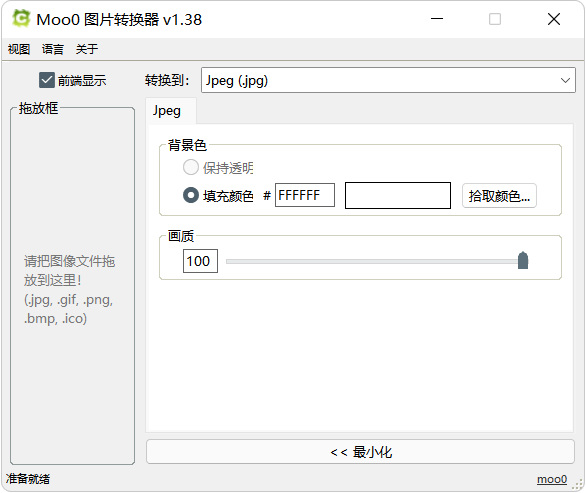 Moo0 图片转换器 v1.38
视图 语言 关于
前端显示 转换到： Jpeg (.jpg)
拖放框
请把图像文件拖
放到这里！
(.jpg, .gif, .png,
.bmp, .ico)
Jpeg
背景色
保持透明
填充颜色 # FFFFFF 拾取颜色...
画质
100
<< 最小化
准备就绪 moo0